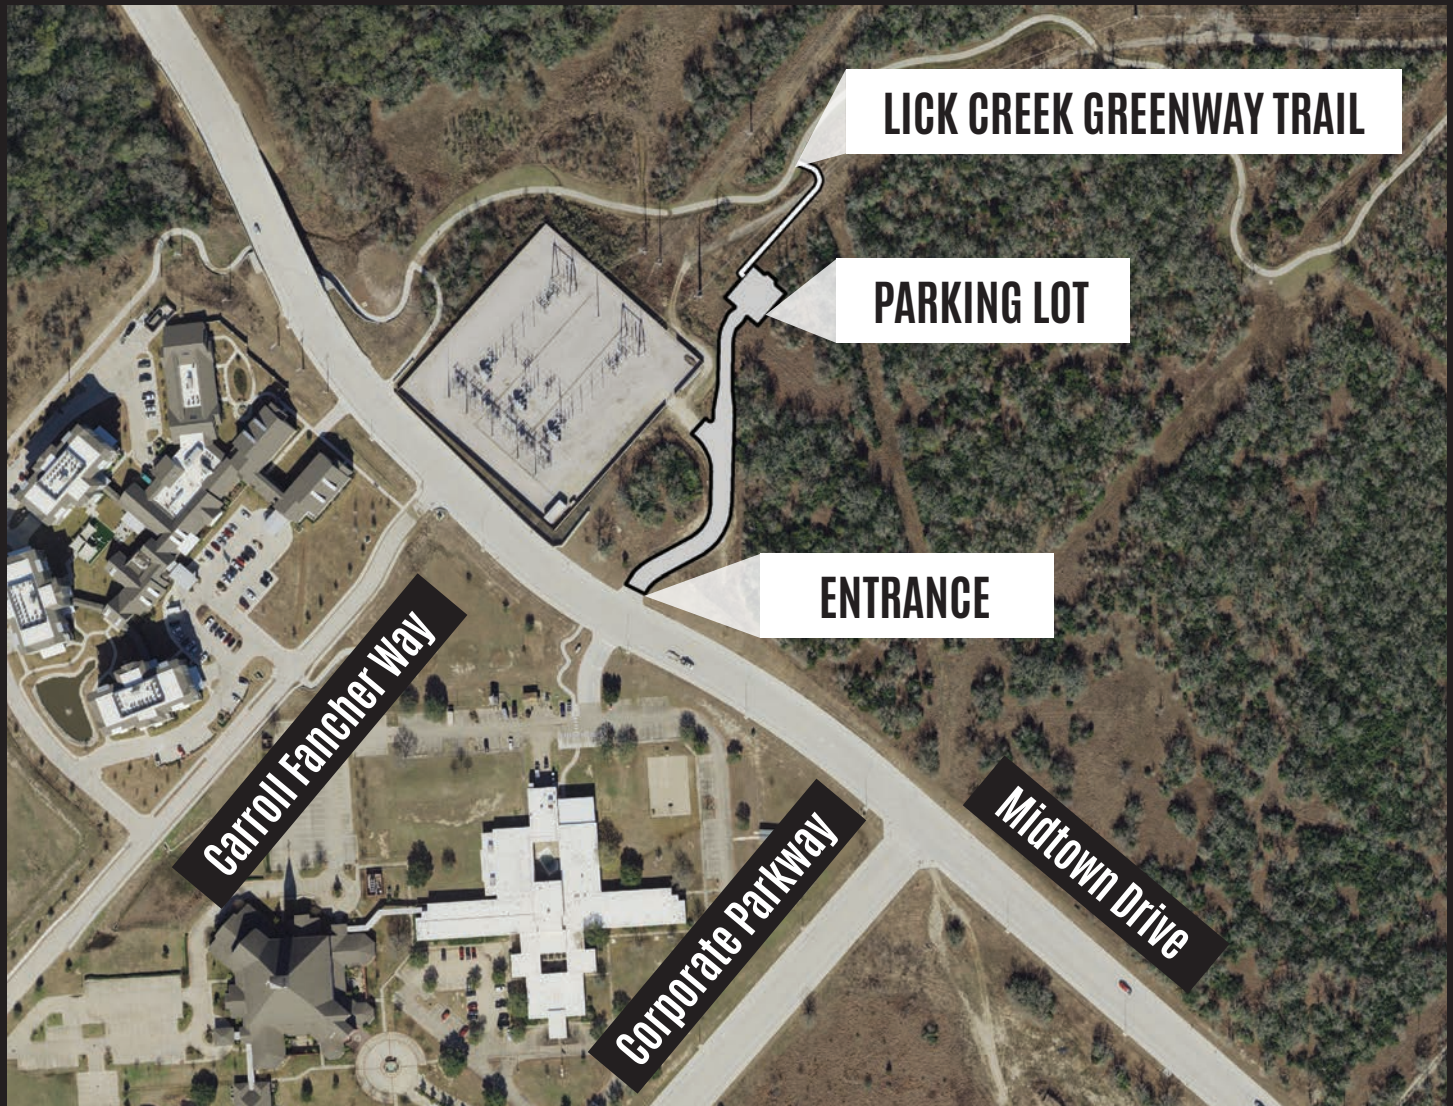 LICK CREEK GREENWAY TRAIL
PARKING LOT
ENTRANCE
Carroll Fancher Way
Corporate Parkway
Midtown Drive